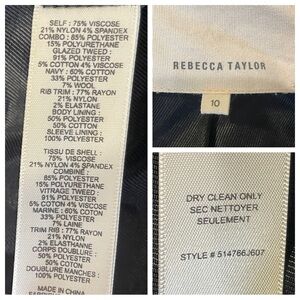 SELF : 75% VISCOSE
21% NYLON 4% SPANDEX
COMBO : 85% POLYESTER
15% POLYURETHANE
GLAZED TWEED :
91% POLYESTER
5% COTTON 4% VISCOSE
NAVY : 60% COTTON
33% POLYESTER
7% WOOL
RIB TRIM : 77% RAYON
21% NYLON
2% ELASTANE
BODY LINING :
50% POLYESTER
50% COTTON
SLEEVE LINING :
100% POLYESTER
TISSU DE SHELL :
75% VISCOSE
21% NYLON 4% SPANDEX
COMBINÉ :
85% POLYESTER
15% POLYURETHANE
VITRAGE TWEED :
91% POLYESTER
5% COTON 4% VISCOSE
MARINE : 60% COTON
33% POLYESTER
7% LAINE
TRIM RIB : 77% RAYON
21% NYLON
2% ELASTHANNE
CORPS DOUBLURE :
50% POLYESTER
50% COTON
DOUBLURE MANCHES :
100% POLYESTER
MADE IN CHINA
REBECCA TAYLOR
10
DRY CLEAN ONLY
SEC NETTOYER
SEULEMENT
STYLE # 514766J607